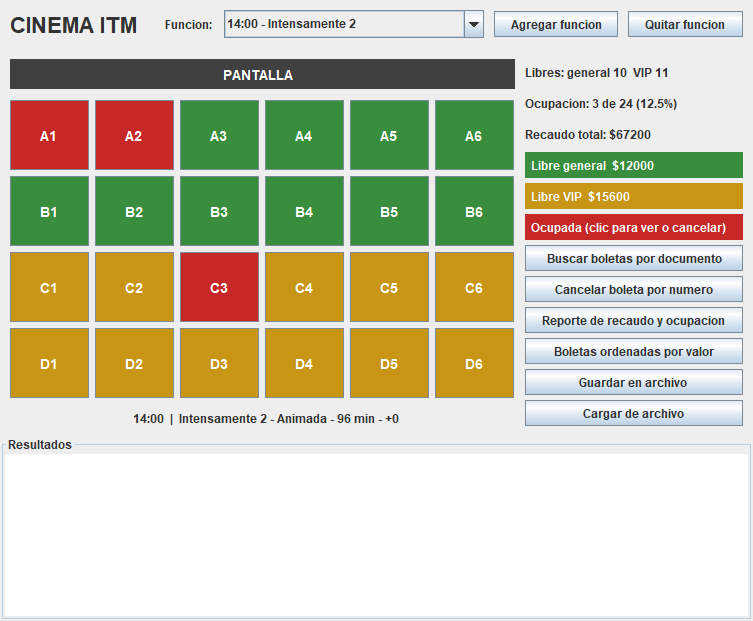 CINEMA ITM Funcion: 14:00 - Intensamente 2 Agregar funcion Quitar funcion
PANTALLA
A1 A2 A3 A4 A5 A6
B1 B2 B3 B4 B5 B6
C1 C2 C3 C4 C5 C6
D1 D2 D3 D4 D5 D6
14:00 | Intensamente 2 - Animada - 96 min - +0
Libres: general 10 VIP 11
Ocupacion: 3 de 24 (12.5%)
Recaudo total: $67200
Libre general $12000
Libre VIP $15600
Ocupada (clic para ver o cancelar)
Buscar boletas por documento
Cancelar boleta por numero
Reporte de recaudo y ocupacion
Boletas ordenadas por valor
Guardar en archivo
Cargar de archivo
Resultados